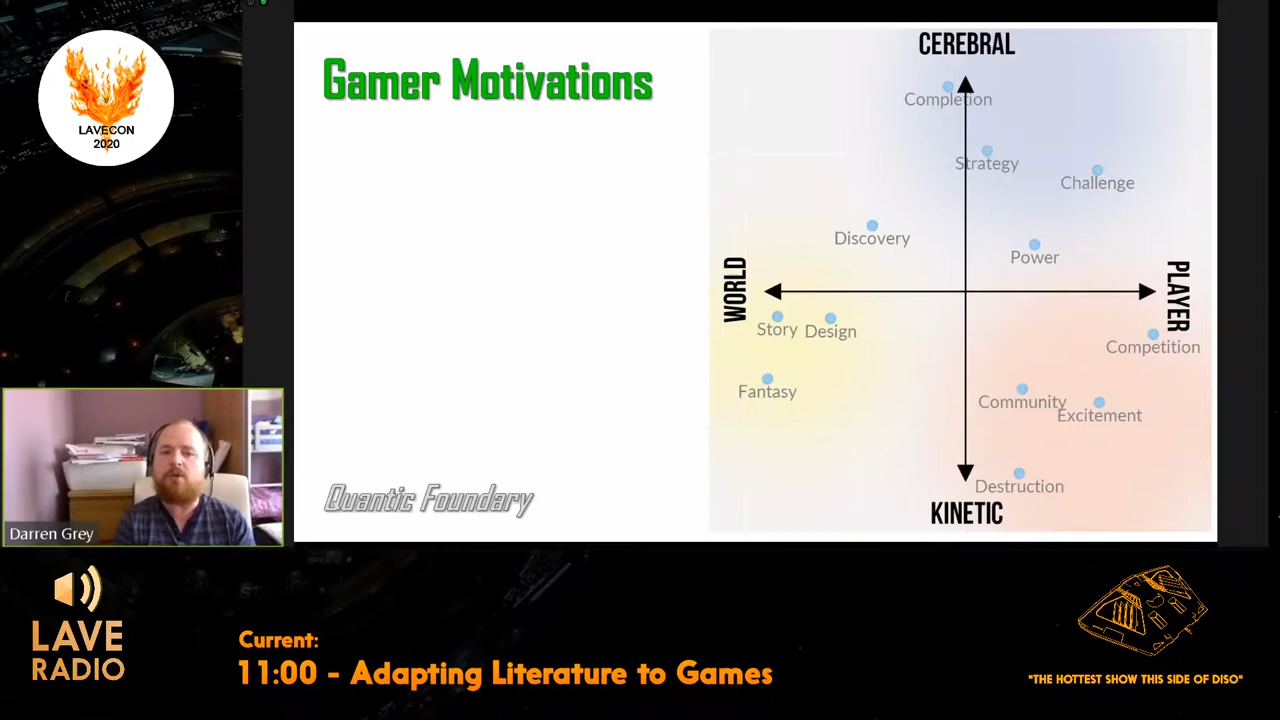 LAVECON
2020
Gamer Motivations
CEREBRAL
Completion
Strategy
Challenge
Discovery
Power
WORLD
PLAYER
Story
Design
Competition
Fantasy
Community
Excitement
Destruction
KINETIC
Quantic Foundary
Darren Grey
LAVE
RADIO
Current:
11:00 - Adapting Literature to Games
"THE HOTTEST SHOW THIS SIDE OF DISO"